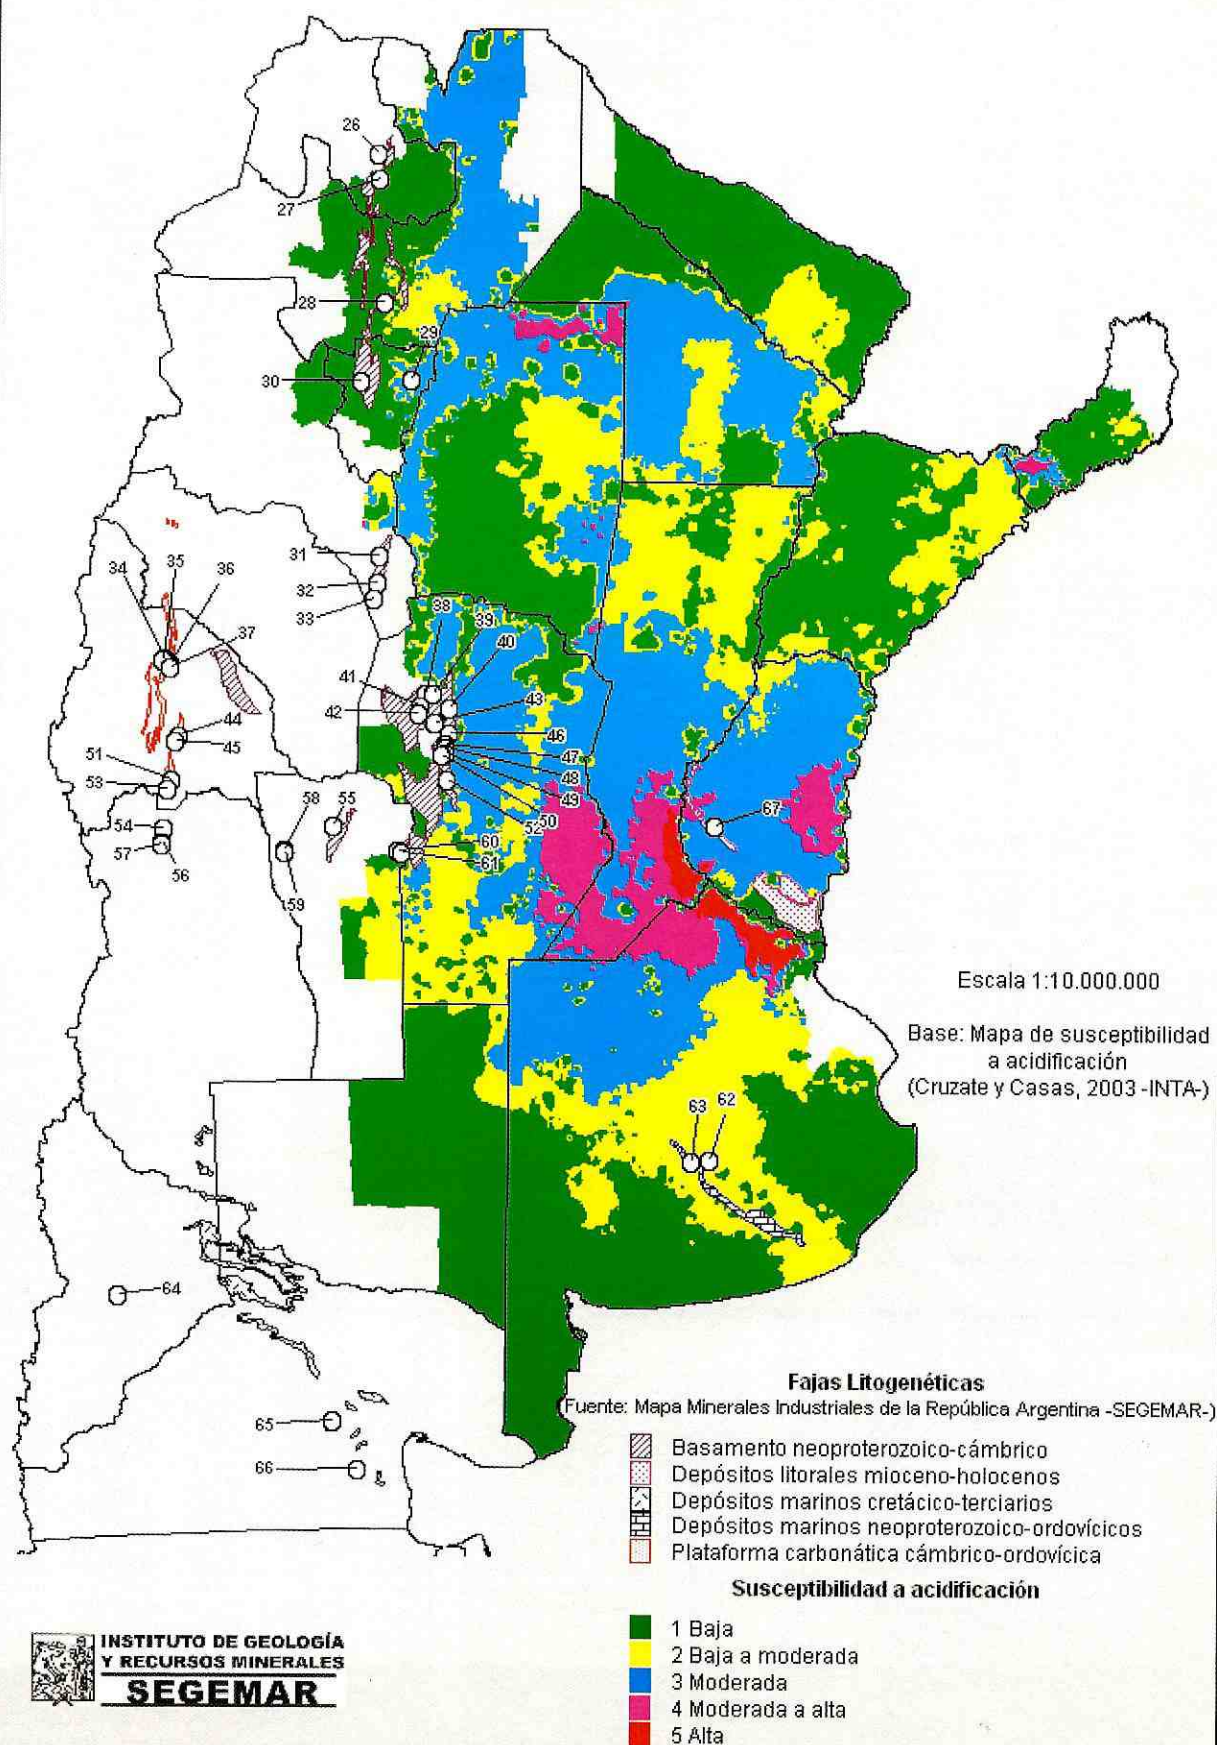 26
27
28
29
30
31
32
33
34
35
36
37
38
39
40
41
42
43
44
45
46
47
48
49
50
51
52
53
54
55
56
57
58
59
60
61
67
Escala 1:10.000.000
Base: Mapa de susceptibilidad
a acidificación
(Cruzate y Casas, 2003 -INTA-)
63
62
64
65
66
Fajas Litogenéticas
Fuente: Mapa Minerales Industriales de la República Argentina -SEGEMAR-)
Basamento neoproterozoico-cámbrico
Depósitos litorales mioceno-holocenos
Depósitos marinos cretácico-terciarios
Depósitos marinos neoproterozoico-ordovícicos
Plataforma carbonática cámbrico-ordovícica
Susceptibilidad a acidificación
1 Baja
2 Baja a moderada
3 Moderada
4 Moderada a alta
5 Alta
INSTITUTO DE GEOLOGÍA
Y RECURSOS MINERALES
SEGEMAR